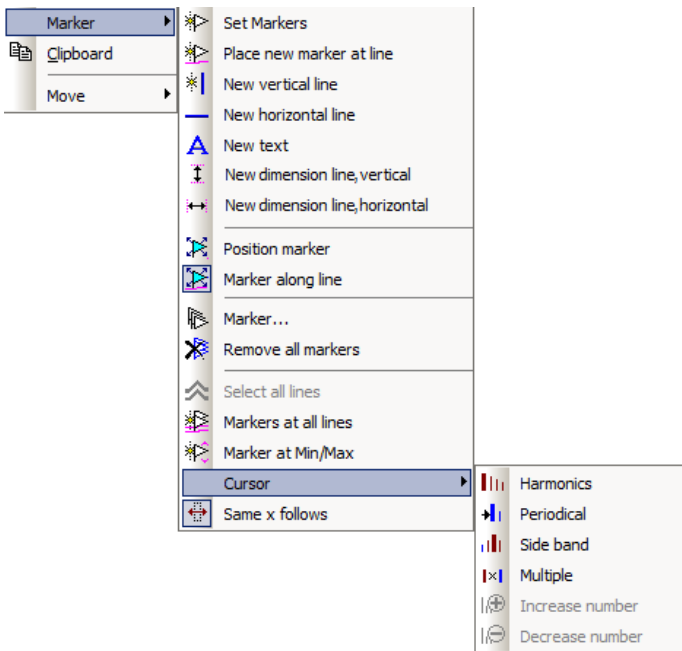 Marker
Clipboard
Move
Set Markers
Place new marker at line
New vertical line
New horizontal line
New text
New dimension line,vertical
New dimension line,horizontal
Position marker
Marker along line
Marker...
Remove all markers
Select all lines
Markers at all lines
Marker at Min/Max
Cursor
Same x follows
Harmonics
Periodical
Side band
Multiple
Increase number
Decrease number